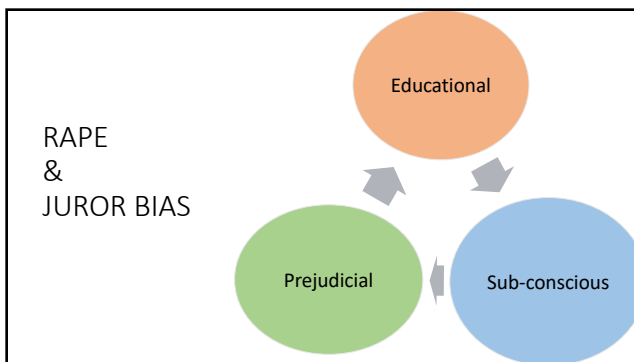 RAPE
&
JUROR BIAS
Educational
Prejudicial
Sub-conscious